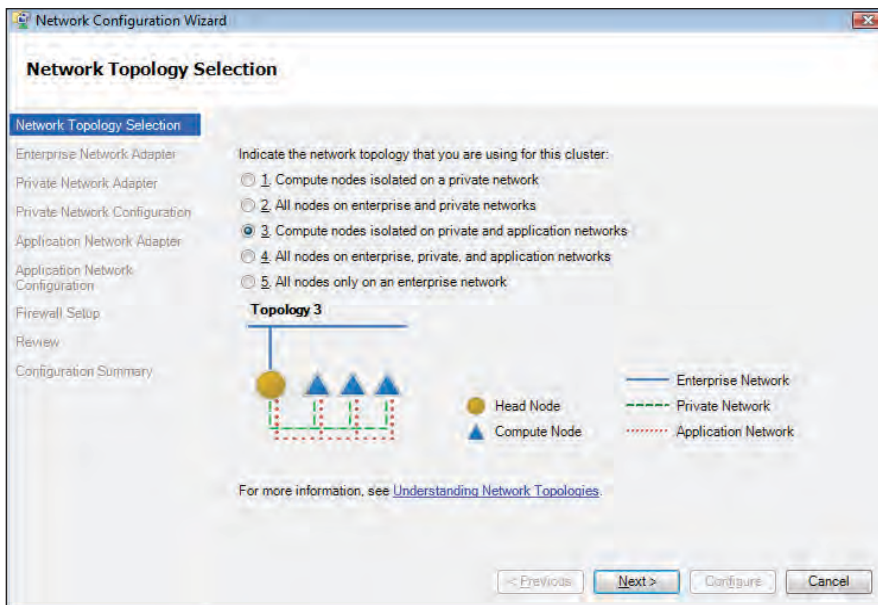 Network Configuration Wizard
Network Topology Selection
Network Topology Selection
Enterprise Network Adapter
Private Network Adapter
Private Network Configuration
Application Network Adapter
Application Network
Configuration
Firewall Setup
Review
Configuration Summary
Indicate the network topology that you are using for this cluster:
1. Compute nodes isolated on a private network
2. All nodes on enterprise and private networks
3. Compute nodes isolated on private and application networks
4. All nodes on enterprise, private, and application networks
5. All nodes only on an enterprise network
Topology 3
Head Node
Compute Node
Enterprise Network
Private Network
Application Network
For more information, see Understanding Network Topologies.
< Previous
Next >
Configure
Cancel